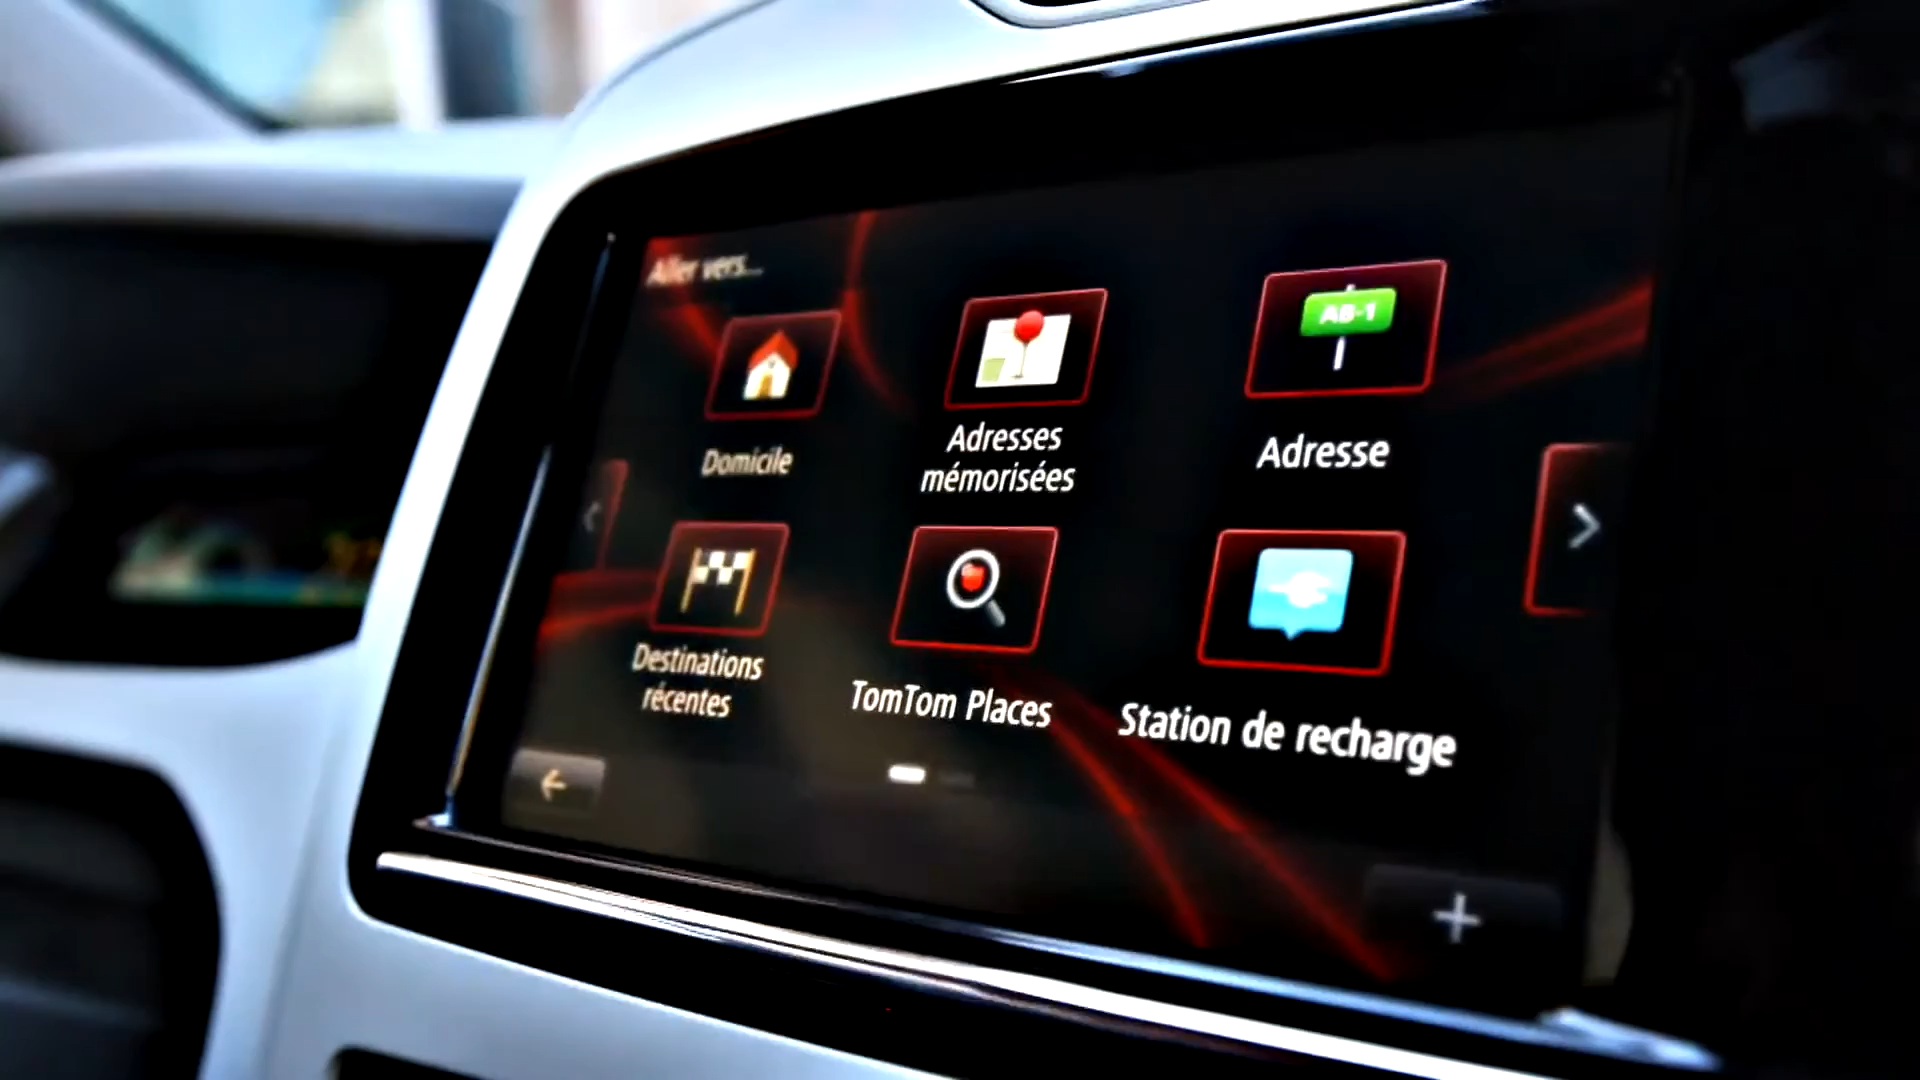 Aller vers...
Domicile
Adresses
mémorisées
AB-1
Adresse
Destinations
récentes
TomTom Places
Station de recharge